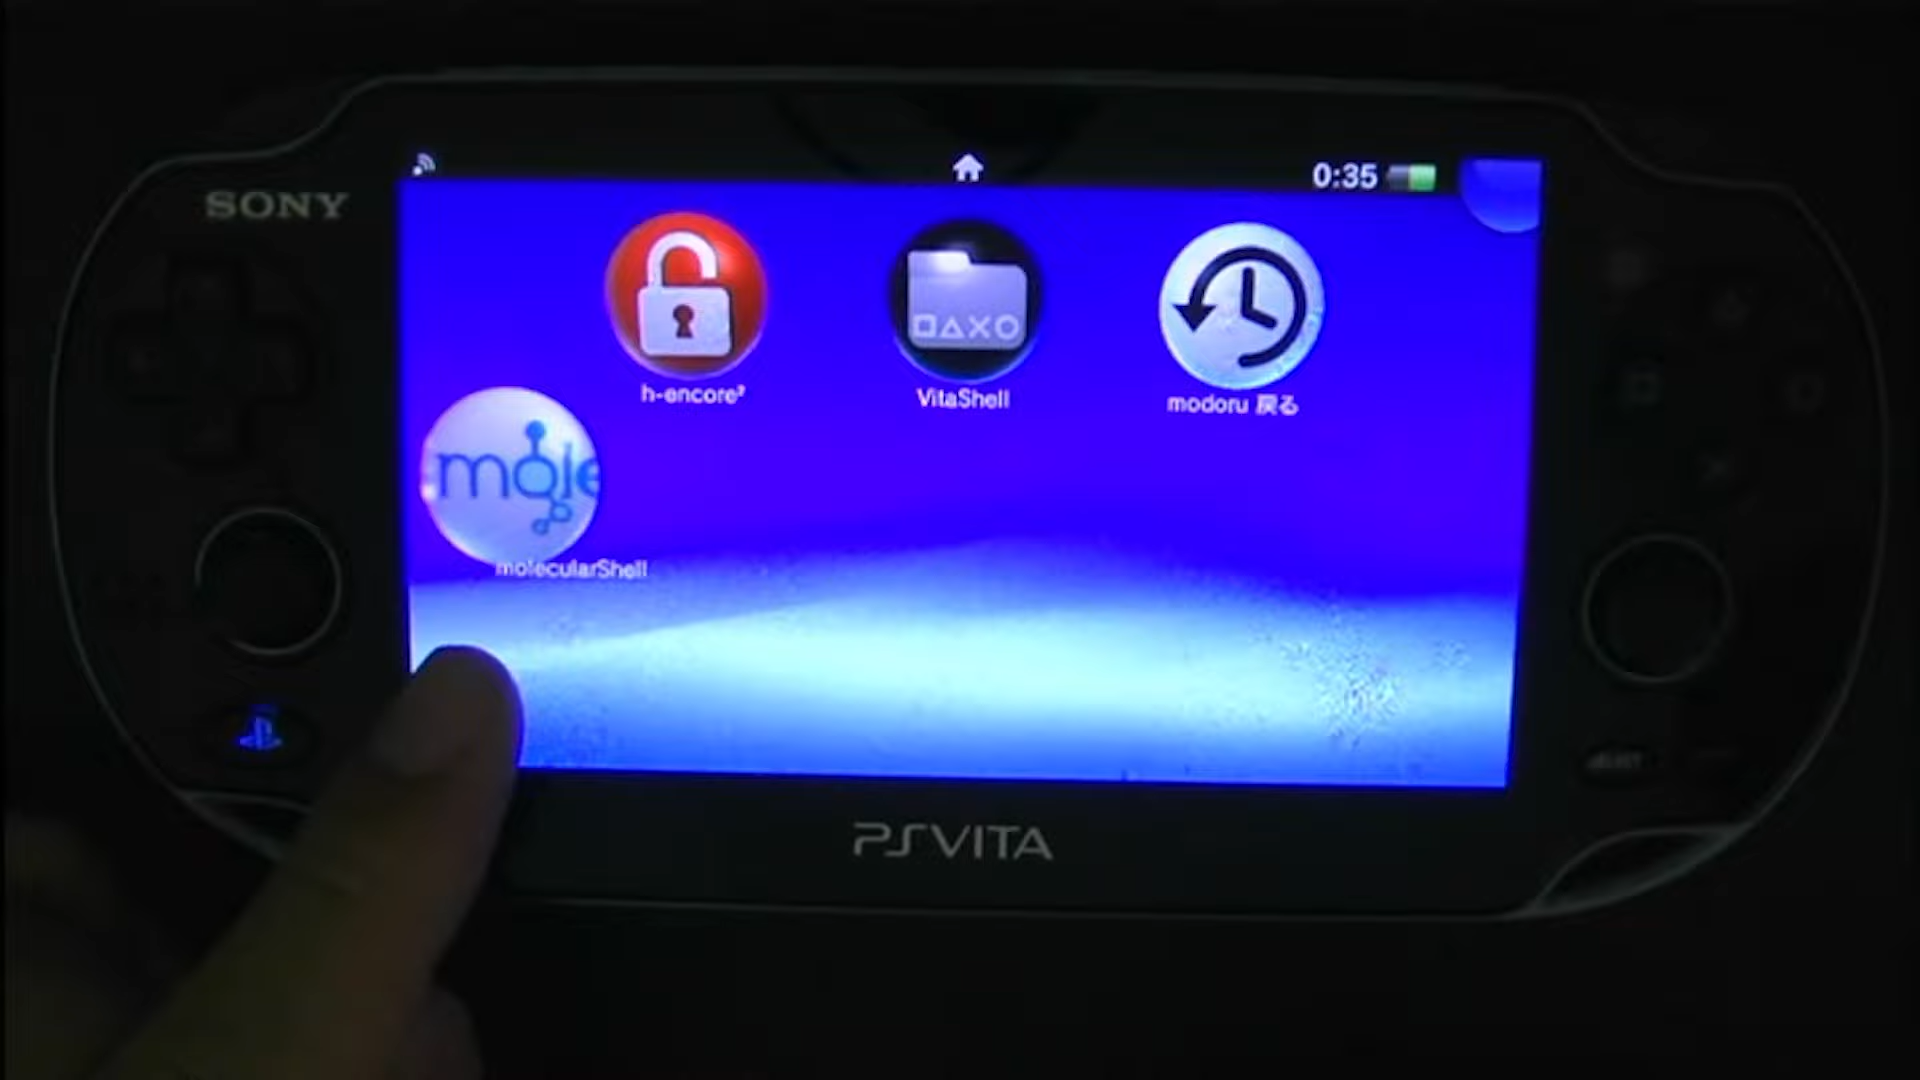 0:35
SONY
h-encore²
VitaShell
modoru 戻る
mole
molecularShell
PSVITA